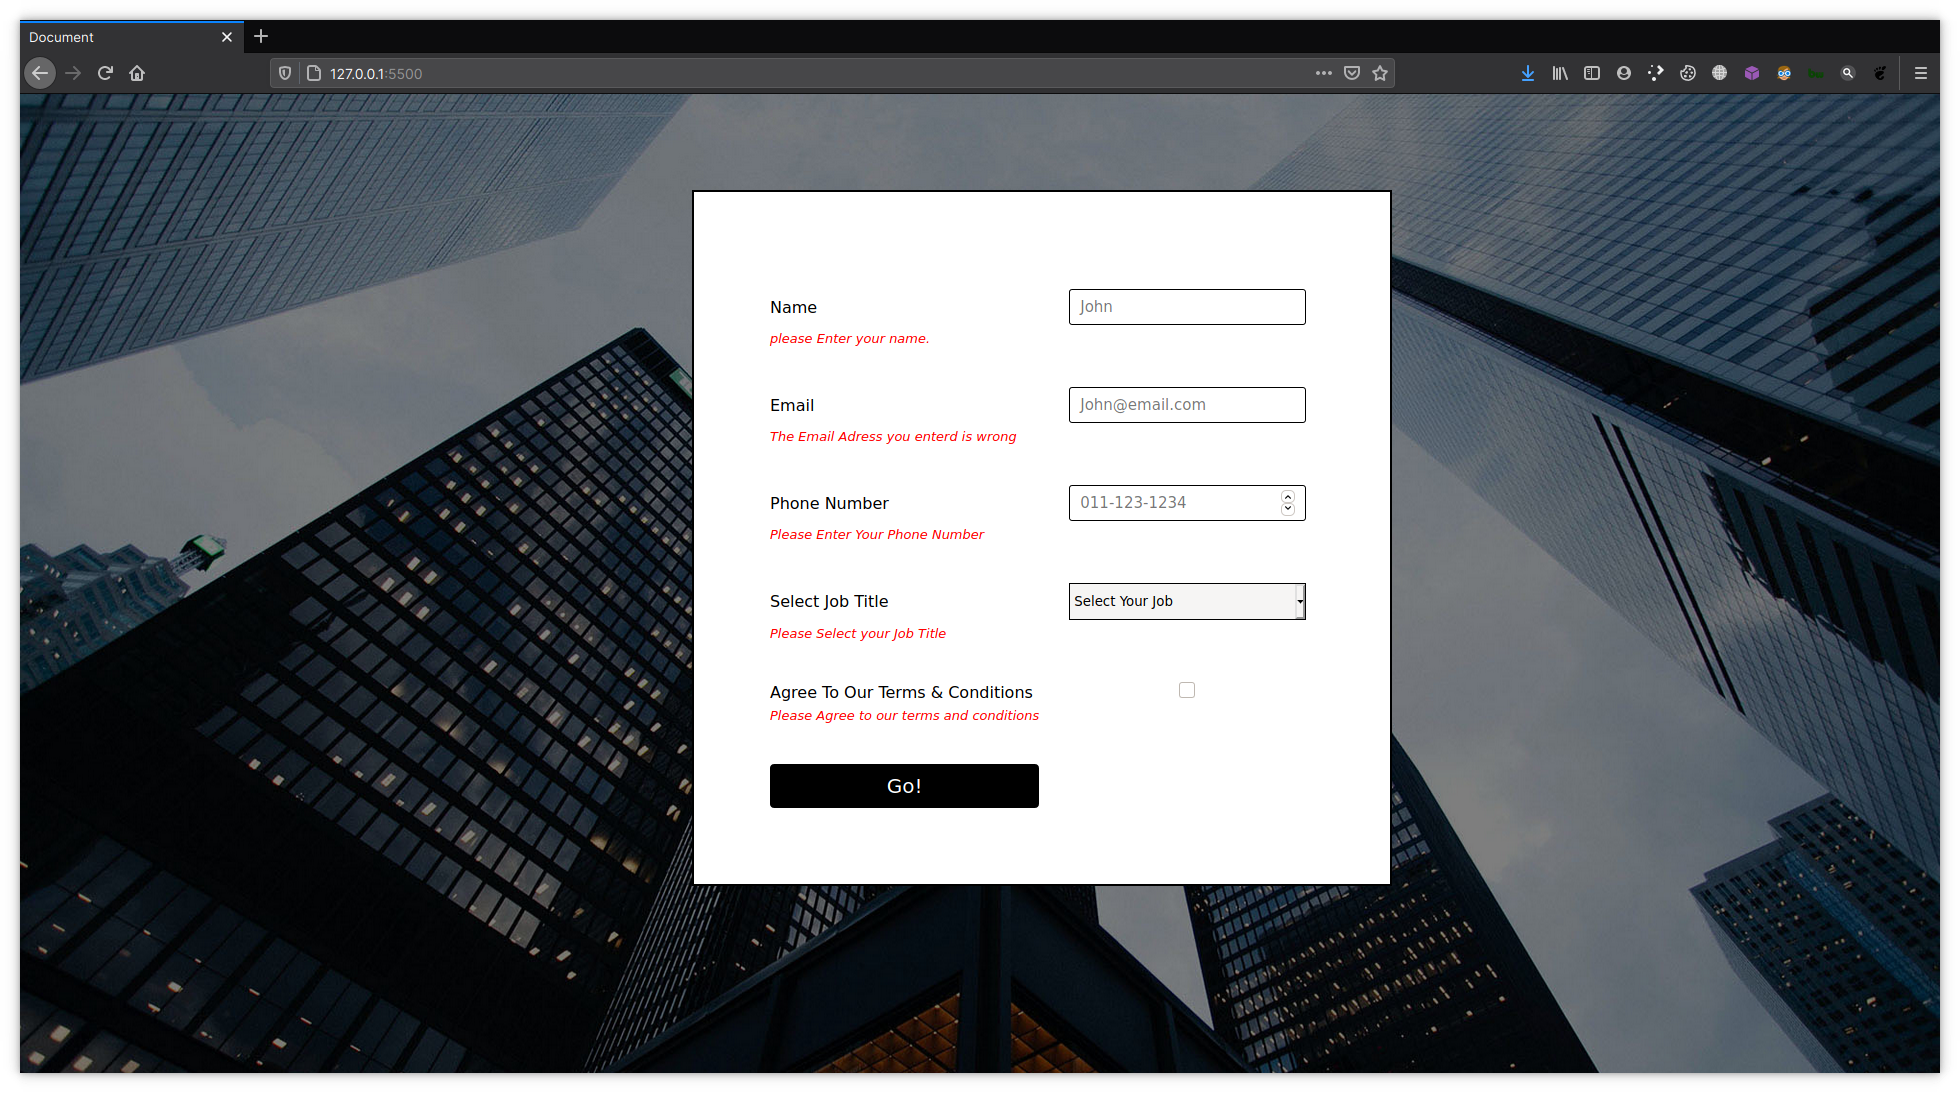 Document
127.0.0.1:5500
Name
John
please Enter your name.
Email
John@email.com
The Email Adress you enterd is wrong
Phone Number
011-123-1234
Please Enter Your Phone Number
Select Job Title
Select Your Job
Please Select your Job Title
Agree To Our Terms & Conditions
Please Agree to our terms and conditions
Go!